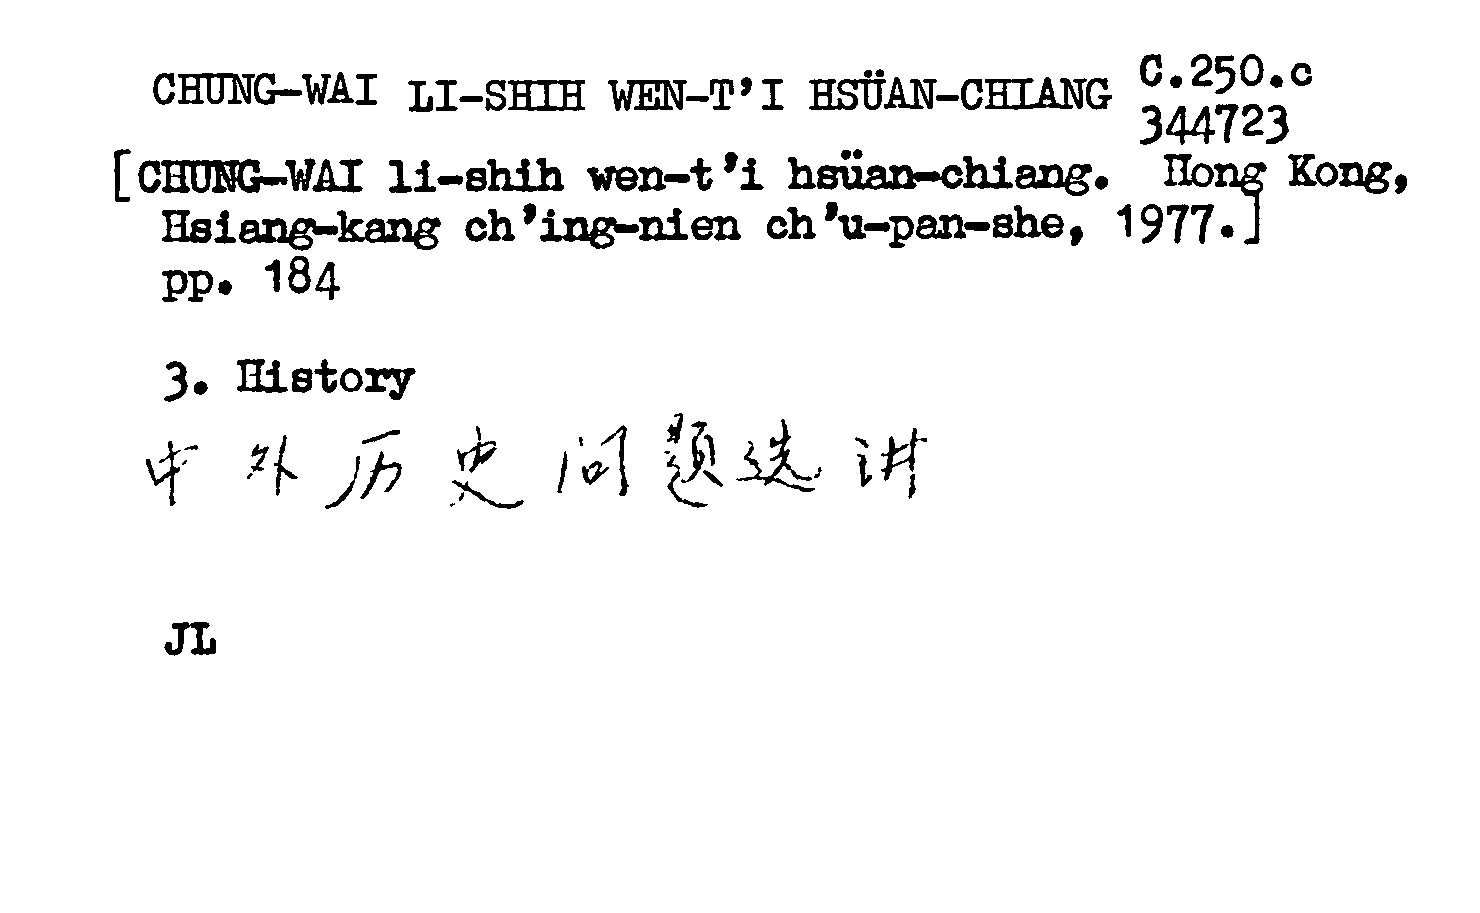 CHUNG-WAI LI-SHIH WEN-T'I HSÜAN-CHIANG C.250.c
344723
[CHUNG-WAI li-shih wen-t'i hsüan-chiang. Hong Kong,
Hsiang-kang ch'ing-nien ch'u-pan-she, 1977.]
pp. 184
3. History
中外历史问题选讲
JL